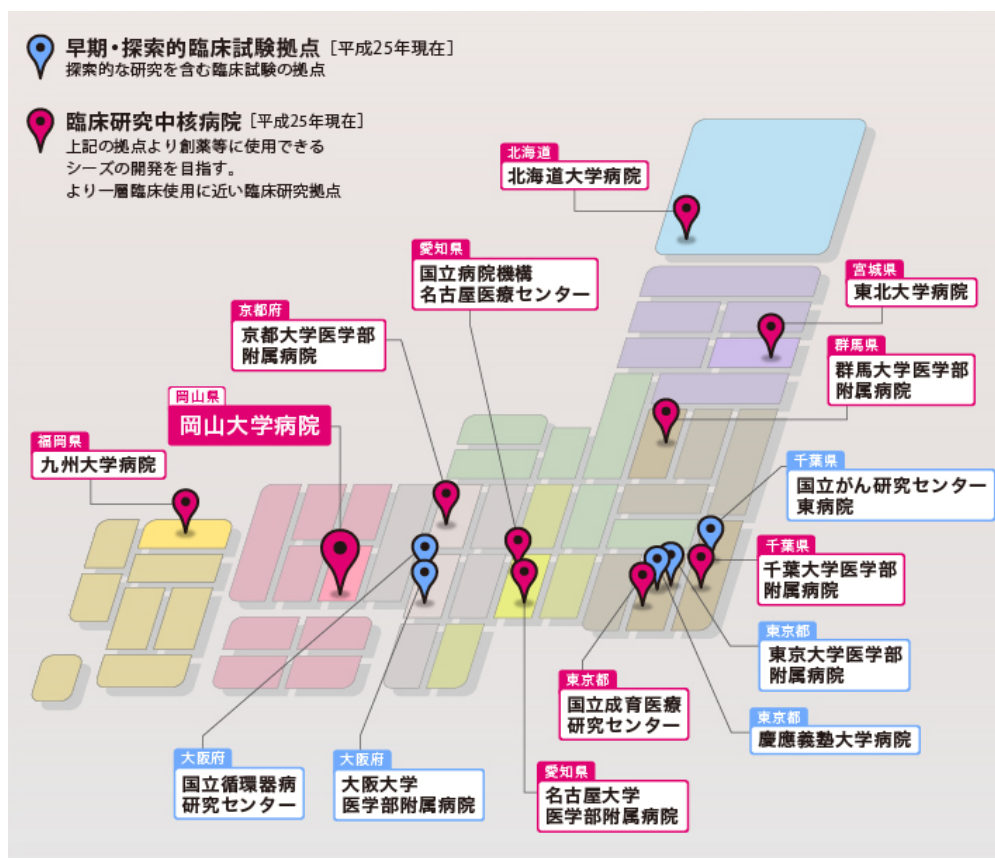 早期・探索的臨床試験拠点［平成25年現在］
探索的な研究を含む臨床試験の拠点
臨床研究中核病院［平成25年現在］
上記の拠点より創薬等に使用できる
シーズの開発を目指す。
より一層臨床使用に近い臨床研究拠点
北海道
北海道大学病院
愛知県
国立病院機構
名古屋医療センター
宮城県
東北大学病院
京都府
京都大学医学部
附属病院
群馬県
群馬大学医学部
附属病院
岡山県
岡山大学病院
福岡県
九州大学病院
千葉県
国立がん研究センター
東病院
千葉県
千葉大学医学部
附属病院
東京都
東京大学医学部
附属病院
東京都
国立成育医療
研究センター
東京都
慶應義塾大学病院
大阪府
国立循環器病
研究センター
大阪府
大阪大学
医学部附属病院
愛知県
名古屋大学
医学部附属病院